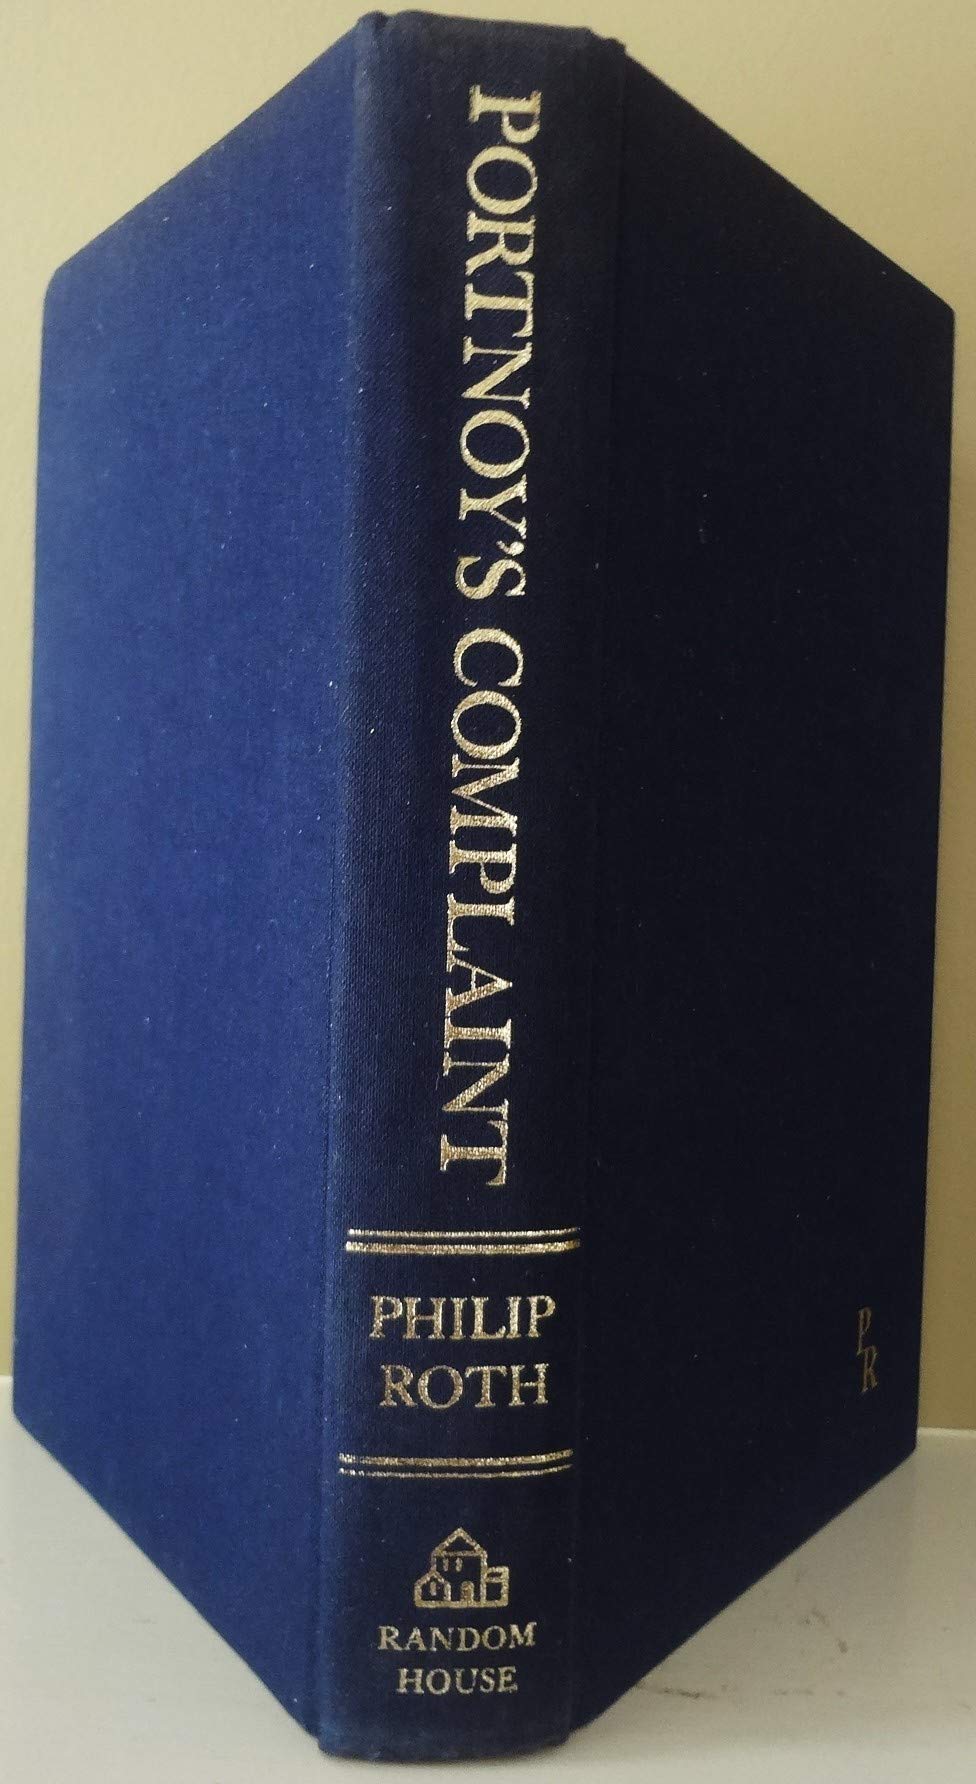 PORTNOY'S COMPLAINT
PHILIP
ROTH
RANDOM
HOUSE
P
R